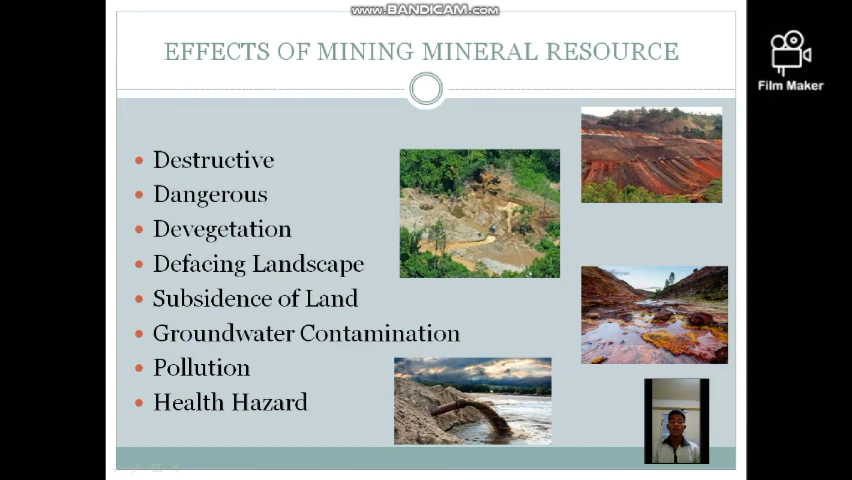 www.BANDICAM.com
EFFECTS OF MINING MINERAL RESOURCE
Film Maker
Destructive
Dangerous
Devegetation
Defacing Landscape
Subsidence of Land
Groundwater Contamination
Pollution
Health Hazard